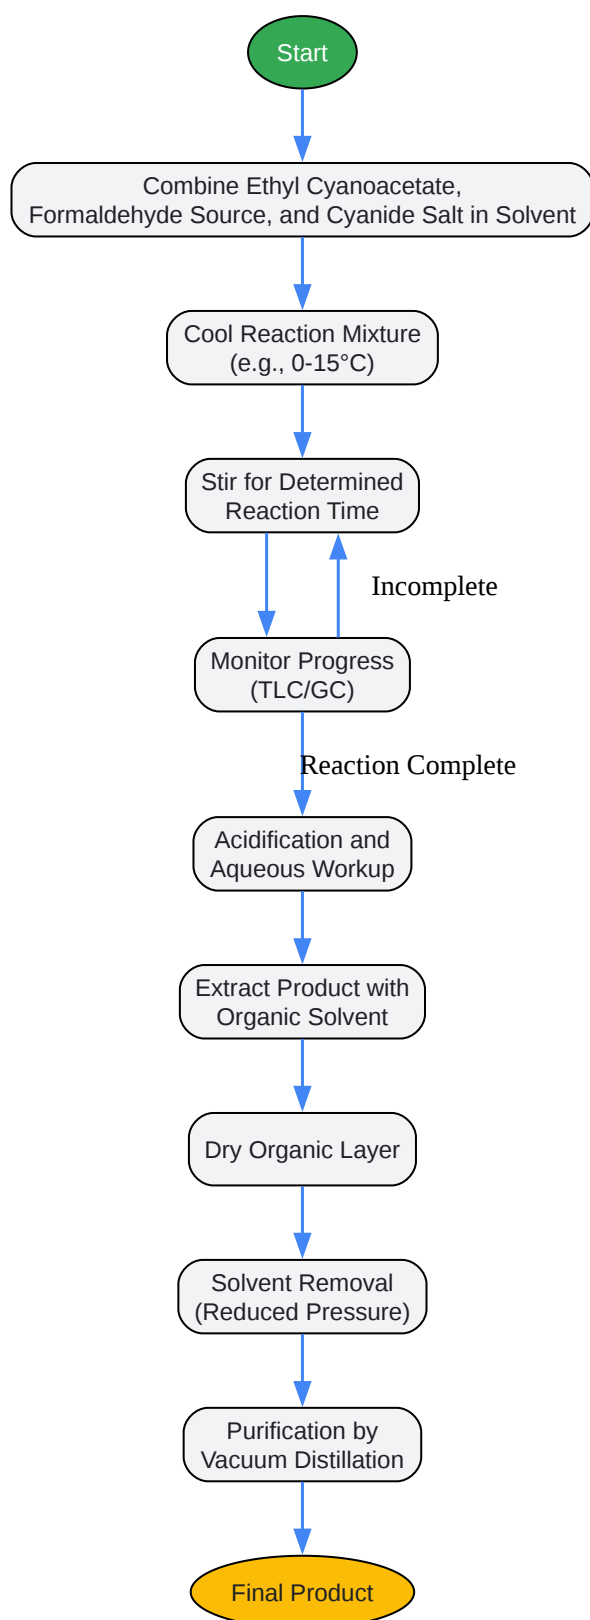 Start
Combine Ethyl Cyanoacetate,
Formaldehyde Source, and Cyanide Salt in Solvent
Cool Reaction Mixture
(e.g., 0-15°C)
Stir for Determined
Reaction Time
Incomplete
Monitor Progress
(TLC/GC)
Reaction Complete
Acidification and
Aqueous Workup
Extract Product with
Organic Solvent
Dry Organic Layer
Solvent Removal
(Reduced Pressure)
Purification by
Vacuum Distillation
Final Product